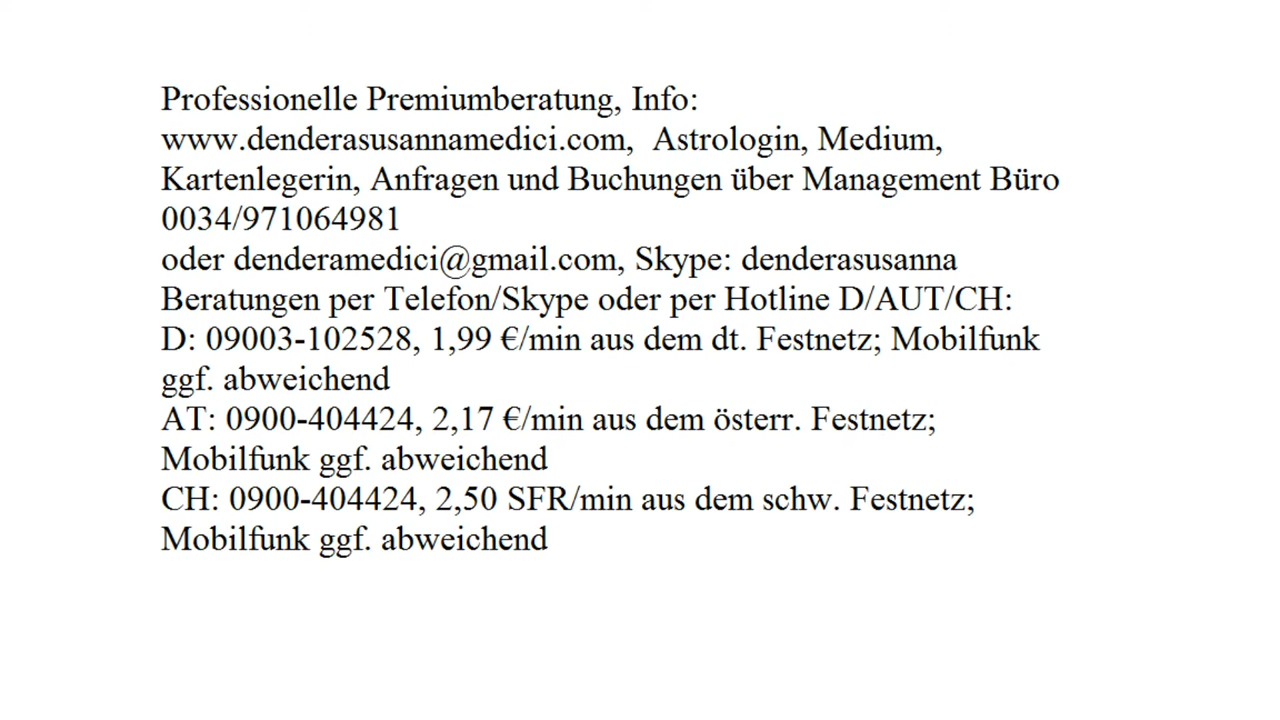 Professionelle Premiumberatung, Info:
www.denderasusannamedici.com,  Astrologin, Medium,
Kartenlegerin, Anfragen und Buchungen über Management Büro
0034/971064981
oder denderamedici@gmail.com, Skype: denderasusanna
Beratungen per Telefon/Skype oder per Hotline D/AUT/CH:
D: 09003-102528, 1,99 €/min aus dem dt. Festnetz; Mobilfunk
ggf. abweichend
AT: 0900-404424, 2,17 €/min aus dem österr. Festnetz;
Mobilfunk ggf. abweichend
CH: 0900-404424, 2,50 SFR/min aus dem schw. Festnetz;
Mobilfunk ggf. abweichend